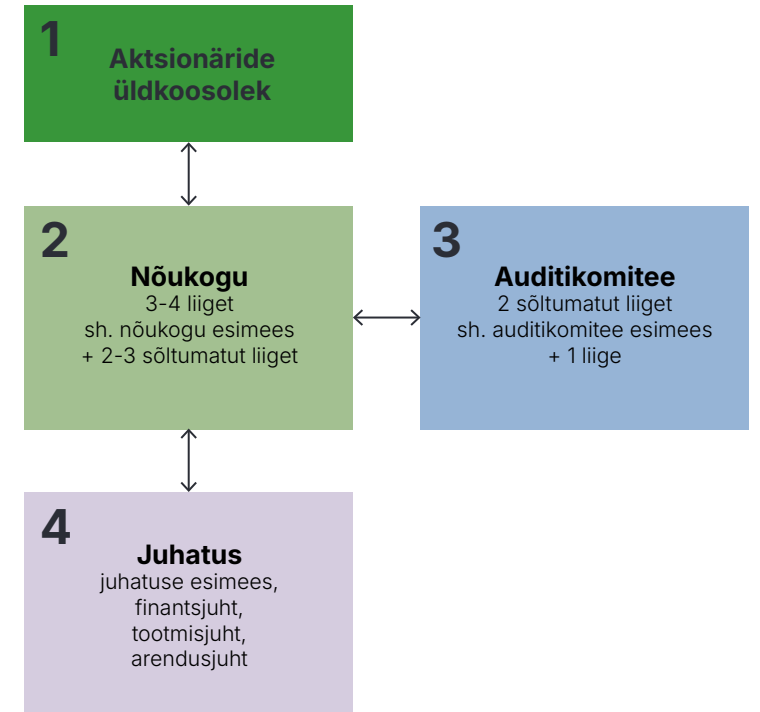 1
Aktsionäride
üldkoosolek
2
Nõukogu
3-4 liiget
sh. nõukogu esimees
+ 2-3 sõltumatut liiget
3
Auditikomitee
2 sõltumatut liiget
sh. auditikomitee esimees
+ 1 liige
4
Juhatus
juhatuse esimees,
finantsjuht,
tootmisjuht,
arendusjuht